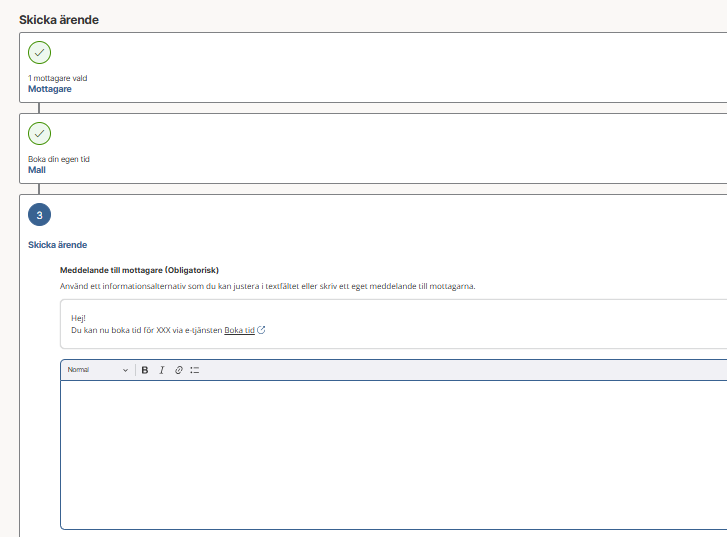 Skicka ärende
1 mottagare vald
Mottagare
Boka din egen tid
Mall
3
Skicka ärende
Meddelande till mottagare (Obligatorisk)
Använd ett informationsalternativ som du kan justera i textfältet eller skriv ett eget meddelande till mottagarna.
Hej!
Du kan nu boka tid för XXX via e-tjänsten Boka tid
Normal B I